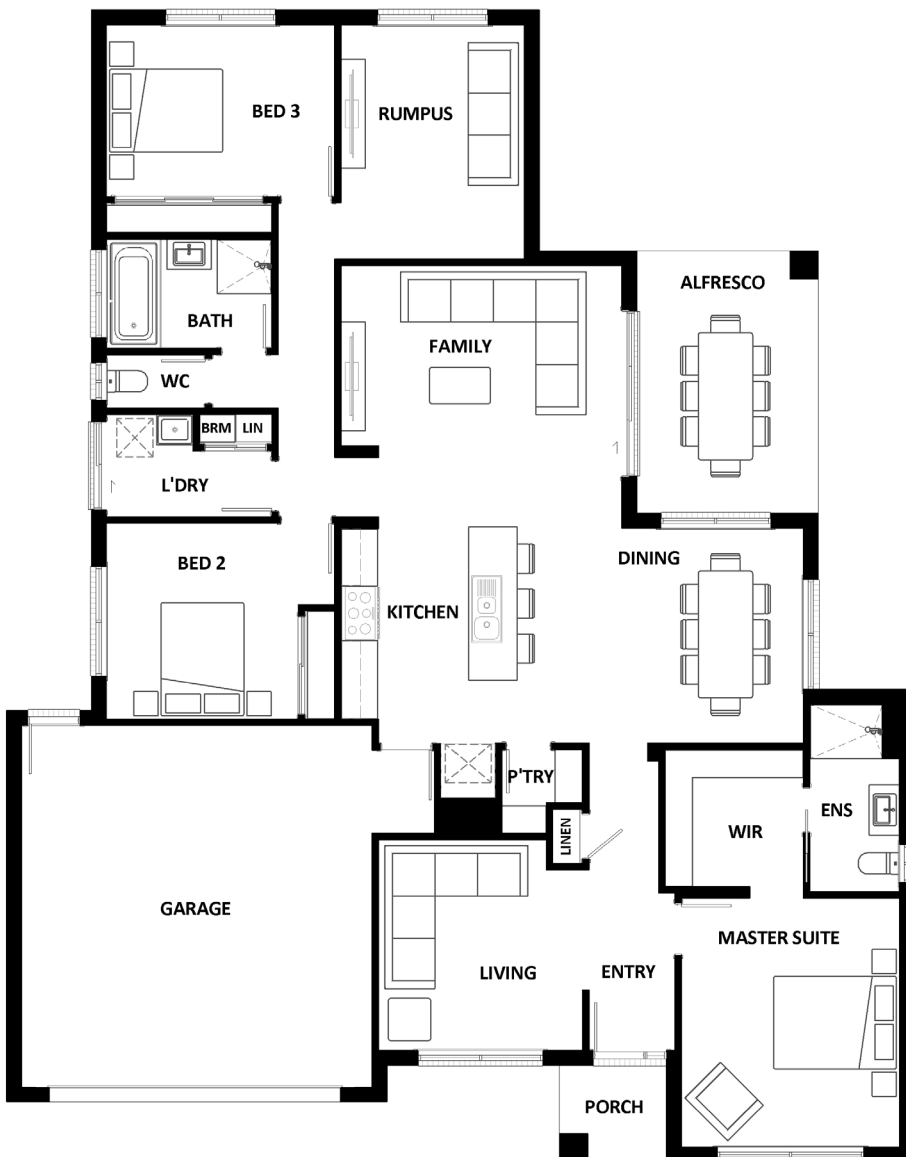 BED 3
RUMPUS
ALFRESCO
BATH
FAMILY
WC
BRM
LIN
L'DRY
BED 2
DINING
KITCHEN
P'TRY
ENS
WIR
LINEN
GARAGE
MASTER SUITE
LIVING
ENTRY
PORCH